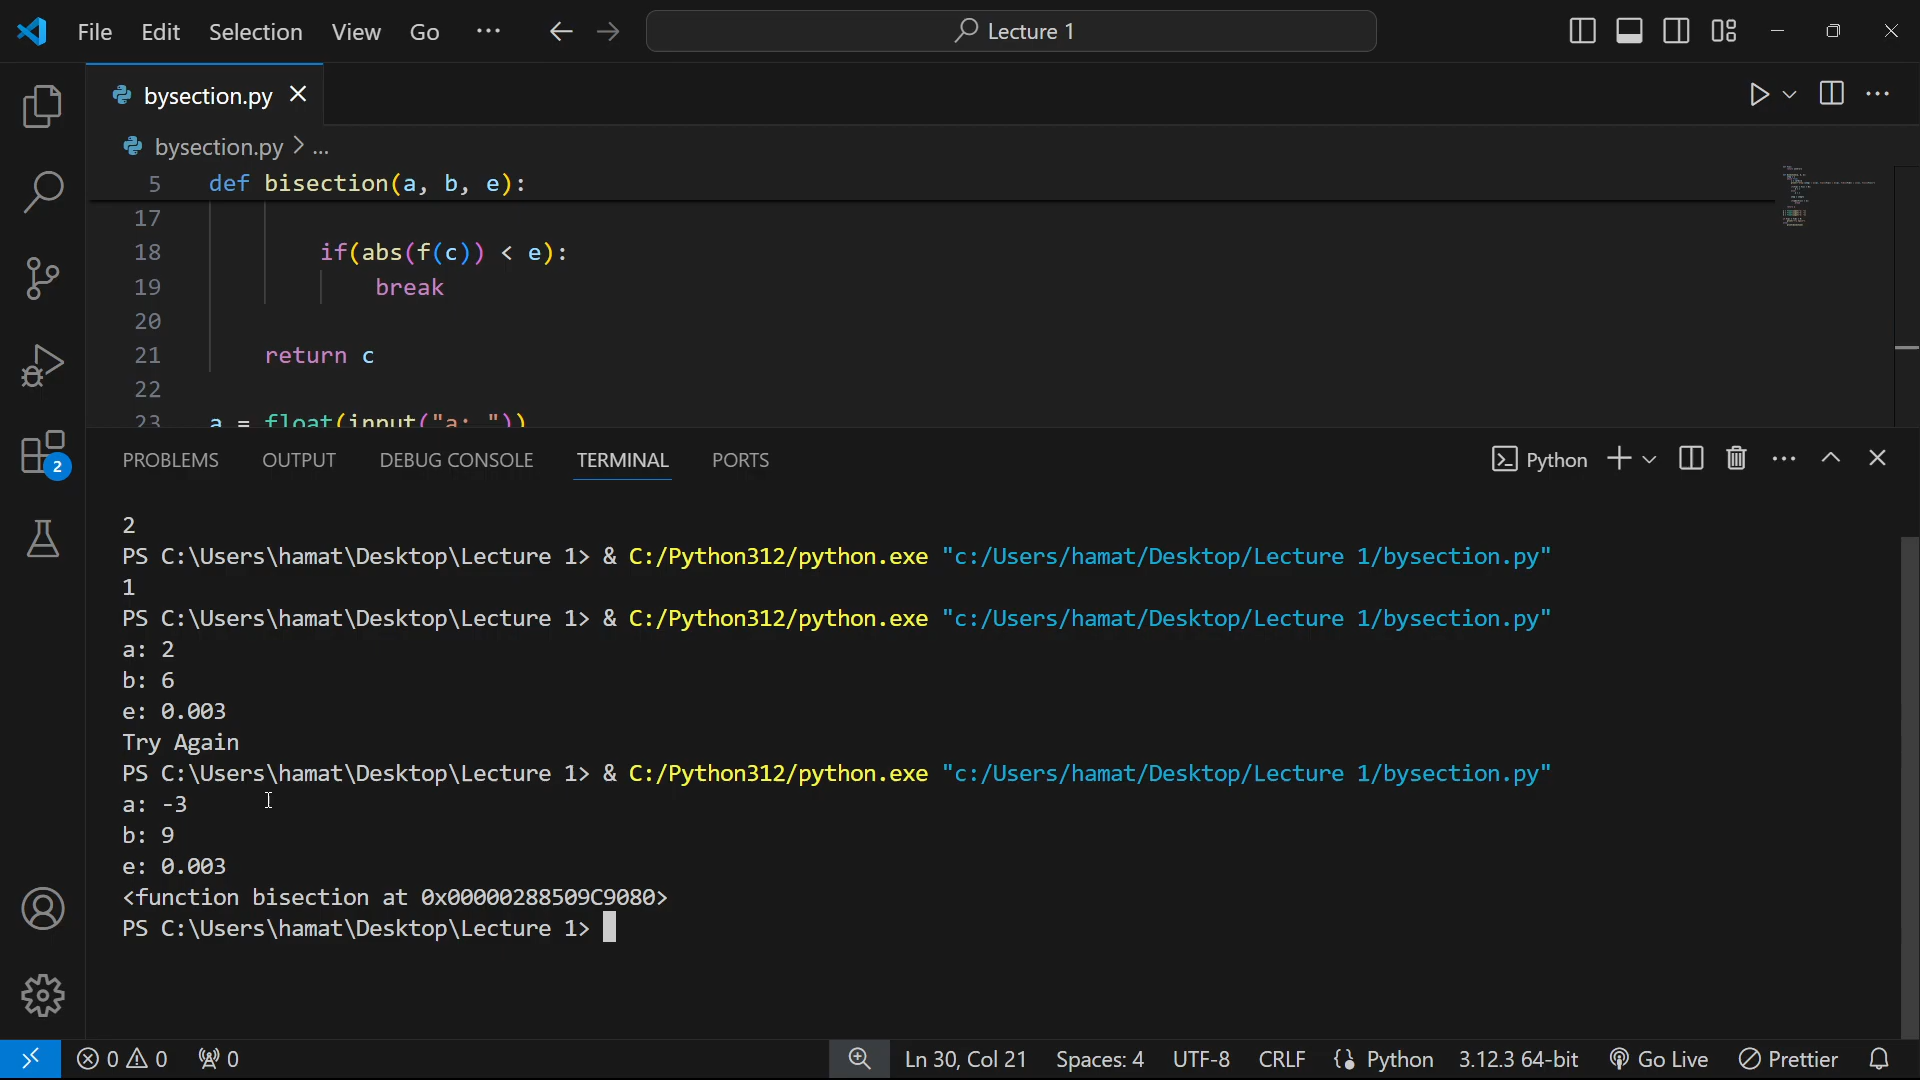 File Edit Selection View Go ··· Lecture 1
bysection.py
bysection.py > ...
5 def bisection(a, b, e):
17
18 if(abs(f(c)) < e):
19 break
20
21 return c
22
23 a = float(input("a: "))
PROBLEMS OUTPUT DEBUG CONSOLE TERMINAL PORTS Python
2
2
PS C:\Users\hamat\Desktop\Lecture 1> & C:/Python312/python.exe "c:/Users/hamat/Desktop/Lecture 1/bysection.py"
1
PS C:\Users\hamat\Desktop\Lecture 1> & C:/Python312/python.exe "c:/Users/hamat/Desktop/Lecture 1/bysection.py"
a: 2
b: 6
e: 0.003
Try Again
PS C:\Users\hamat\Desktop\Lecture 1> & C:/Python312/python.exe "c:/Users/hamat/Desktop/Lecture 1/bysection.py"
a: -3
b: 9
e: 0.003
<function bisection at 0x00000288509C9080>
PS C:\Users\hamat\Desktop\Lecture 1>
0 0 0 Ln 30, Col 21 Spaces: 4 UTF-8 CRLF Python 3.12.3 64-bit Go Live Prettier